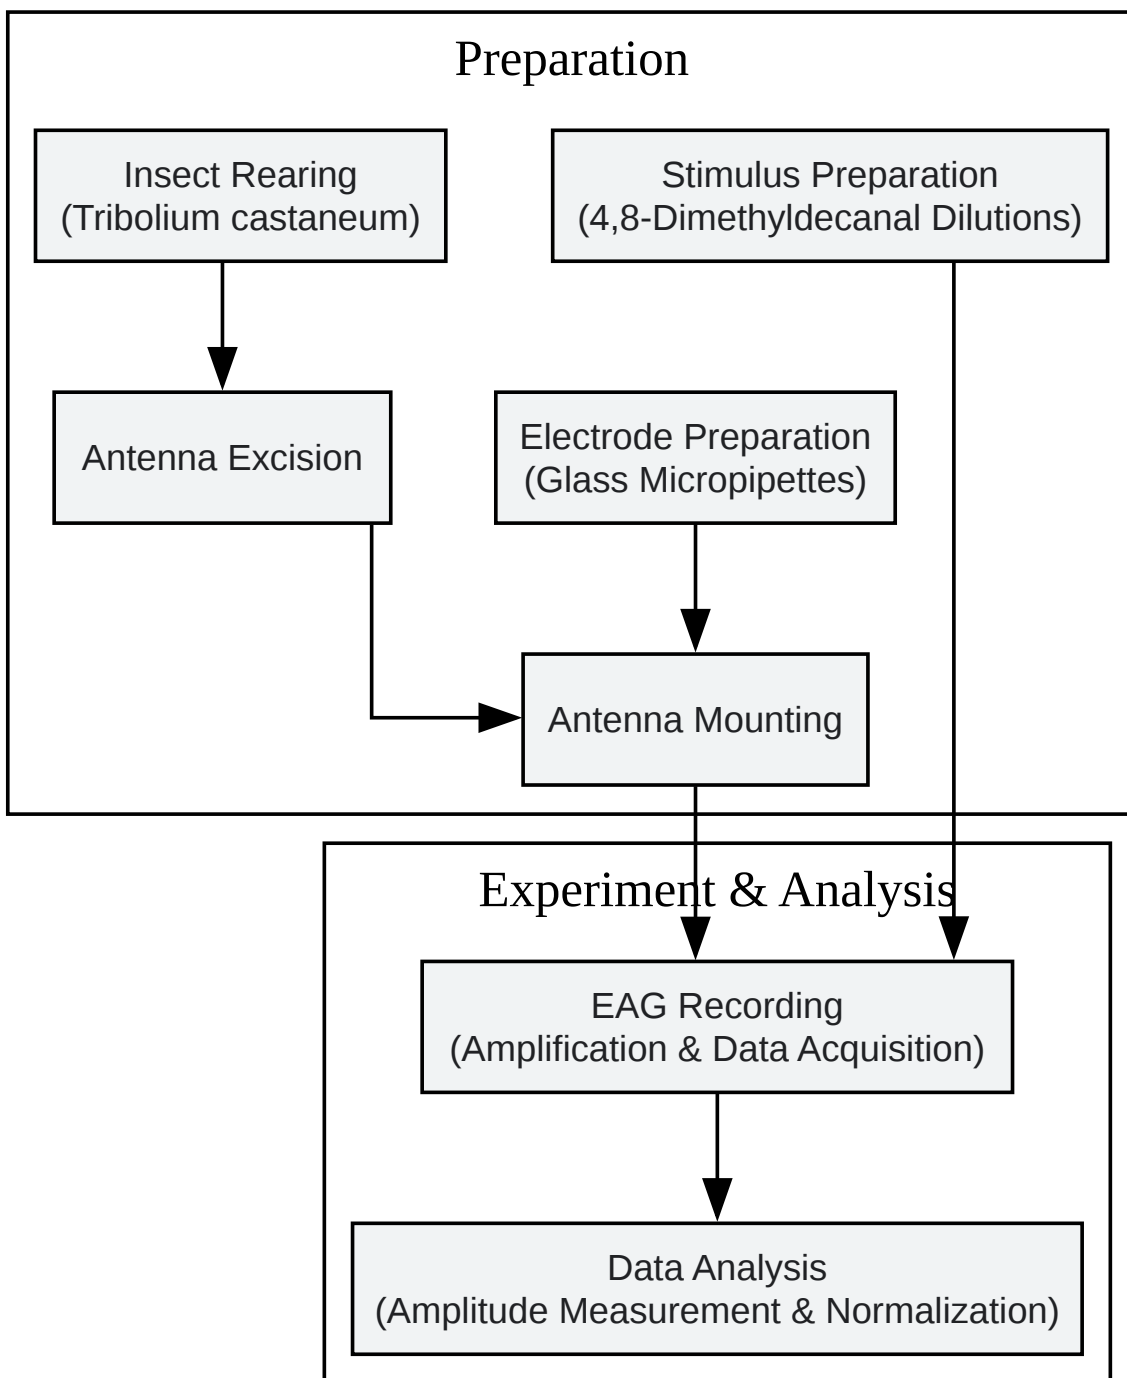 Preparation
Insect Rearing
(Tribolium castaneum)
Stimulus Preparation
(4,8-Dimethyldecanal Dilutions)
Antenna Excision
Electrode Preparation
(Glass Micropipettes)
Antenna Mounting
Experiment & Analysis
EAG Recording
(Amplification & Data Acquisition)
Data Analysis
(Amplitude Measurement & Normalization)